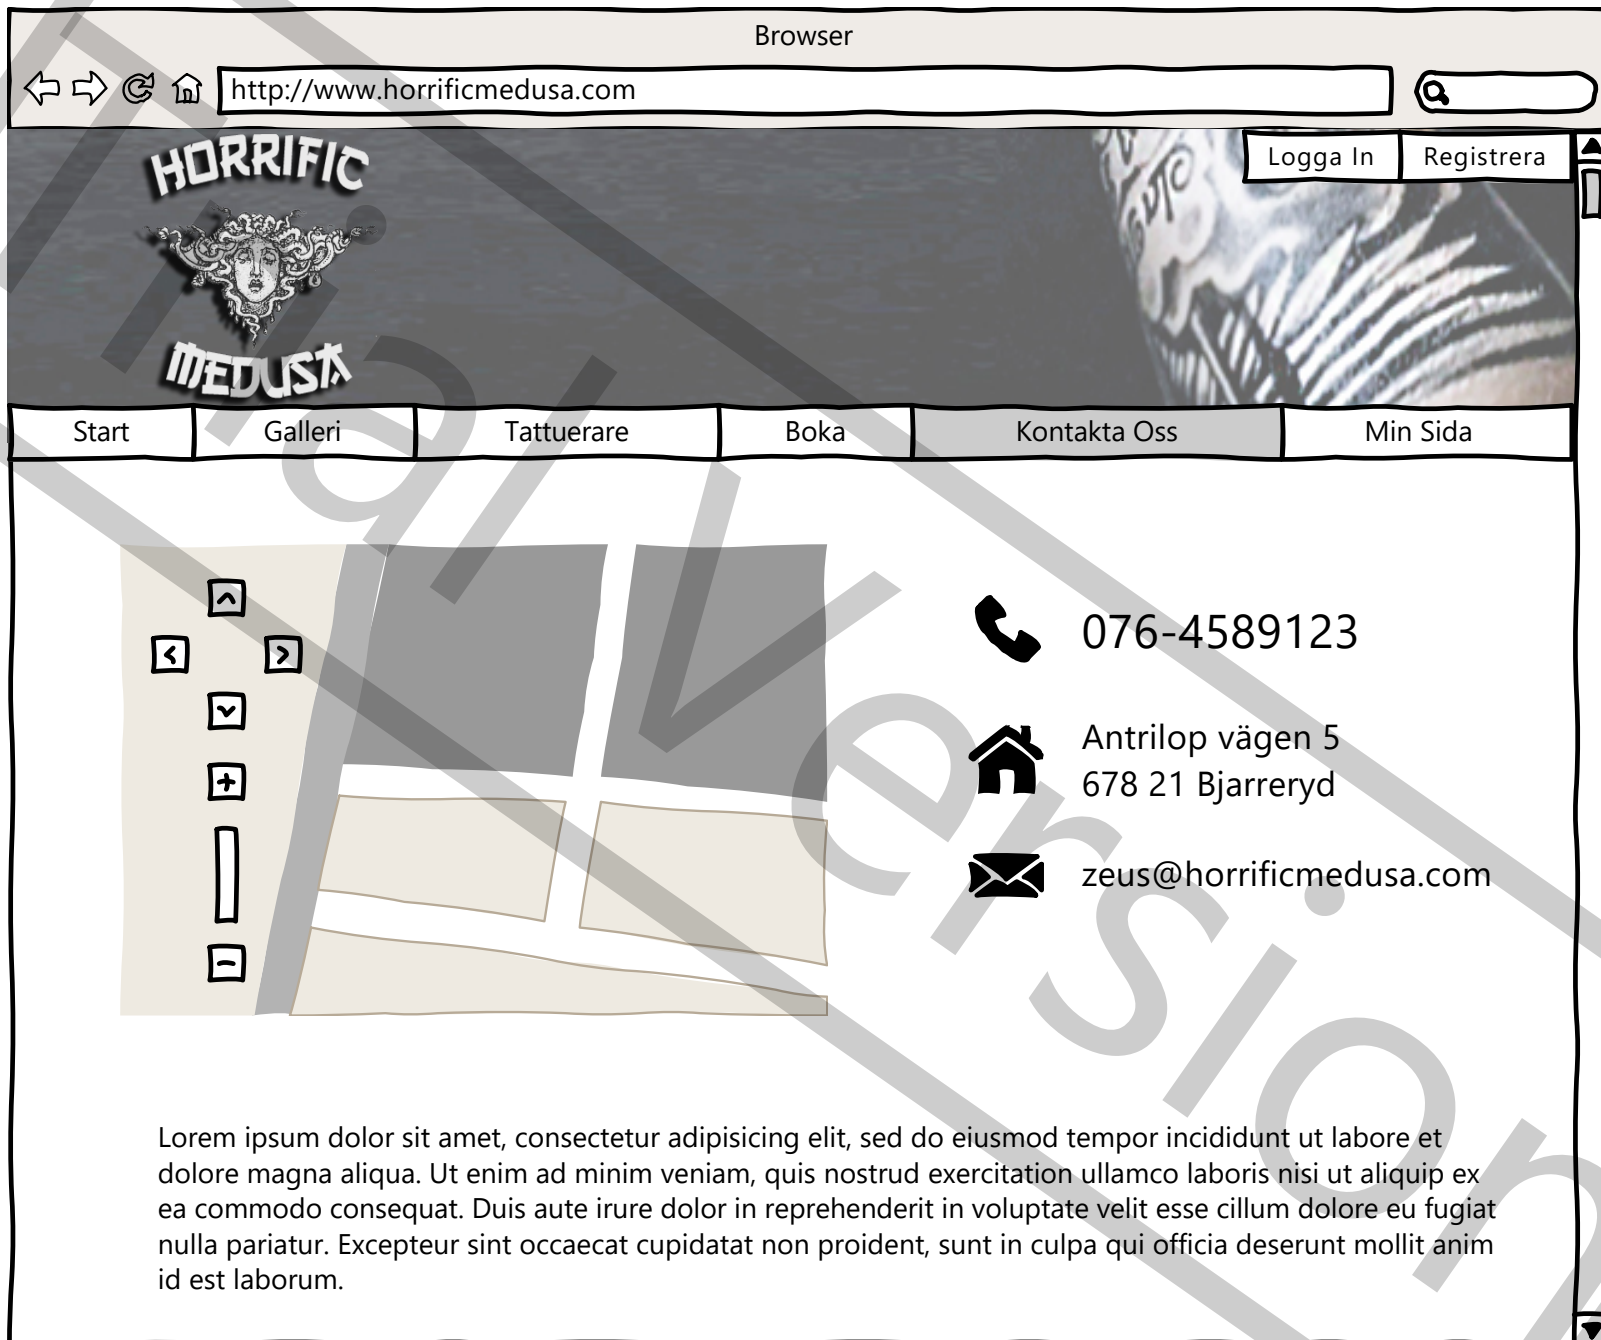 Browser
http://www.horrificmedusa.com
HORRIFIC
MEDUSA
Logga In
Registrera
Start
Galleri
Tattuerare
Boka
Kontakta Oss
Min Sida
076-4589123
Antrilop vägen 5
678 21 Bjarreryd
zeus@horrificmedusa.com
Lorem ipsum dolor sit amet, consectetur adipisicing elit, sed do eiusmod tempor incididunt ut labore et
dolore magna aliqua. Ut enim ad minim veniam, quis nostrud exercitation ullamco laboris nisi ut aliquip ex
ea commodo consequat. Duis aute irure dolor in reprehenderit in voluptate velit esse cillum dolore eu fugiat
nulla pariatur. Excepteur sint occaecat cupidatat non proident, sunt in culpa qui officia deserunt mollit anim
id est laborum.
Trial Version